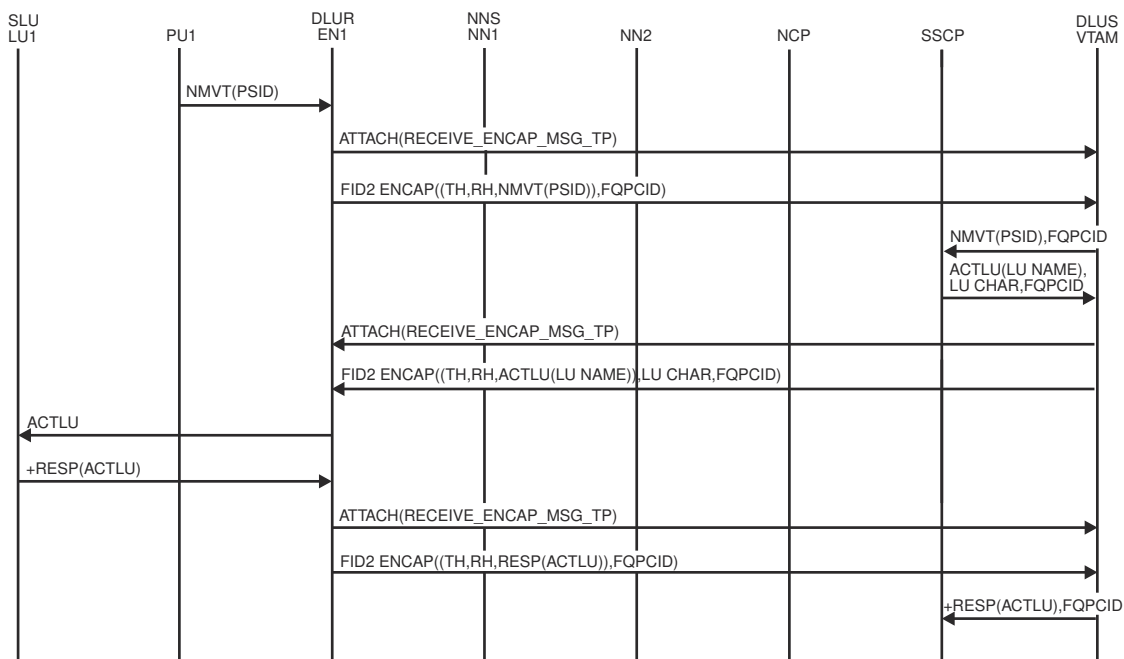 SLU
LU1
PU1
DLUR
EN1
NNS
NN1
NN2
NCP
SSCP
DLUS
VTAM
NMVT(PSID)
ATTACH(RECEIVE_ENCAP_MSG_TP)
FID2 ENCAP((TH,RH,NMVT(PSID)),FQPCID)
NMVT(PSID),FQPCID
ACTLU(LU NAME),
LU CHAR,FQPCID
ATTACH(RECEIVE_ENCAP_MSG_TP)
FID2 ENCAP((TH,RH,ACTLU(LU NAME)),LU CHAR,FQPCID)
ACTLU
+RESP(ACTLU)
ATTACH(RECEIVE_ENCAP_MSG_TP)
FID2 ENCAP((TH,RH,RESP(ACTLU)),FQPCID)
+RESP(ACTLU),FQPCID